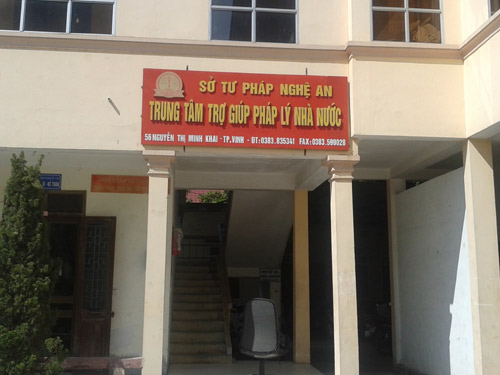 SỞ TƯ PHÁP NGHỆ AN
TRUNG TÂM TRỢ GIÚP PHÁP LÝ NHÀ NƯỚC
56 NGUYỄN THỊ MINH KHAI - TP.VINH - ĐT:0383.835341 FAX:0383.599028